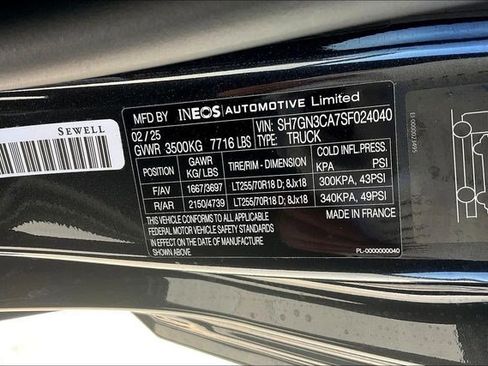 SEWELL
MFD BY INEOS AUTOMOTIVE Limited
02/25 VIN: SH7GN3CA7SF024040
GVWR 3500KG 7716 LBS TYPE: TRUCK
GAWR KG/LBS TIRE/RIM - DIMENSION COLD INFL.PRESS. KPA PSI
F/AV 1667/3697 LT255/70R18 D; 8Jx18 300KPA, 43PSI
R/AR 2150/4739 LT255/70R18 D; 8Jx18 340KPA, 49PSI
THIS VEHICLE CONFORMS TO ALL APPLICABLE MADE IN FRANCE
FEDERAL MOTOR VEHICLE SAFETY STANDARDS
IN EFFECT ON THE DATE OF MANUFACTURE
SHOWN ABOVE.
PL-0000000040